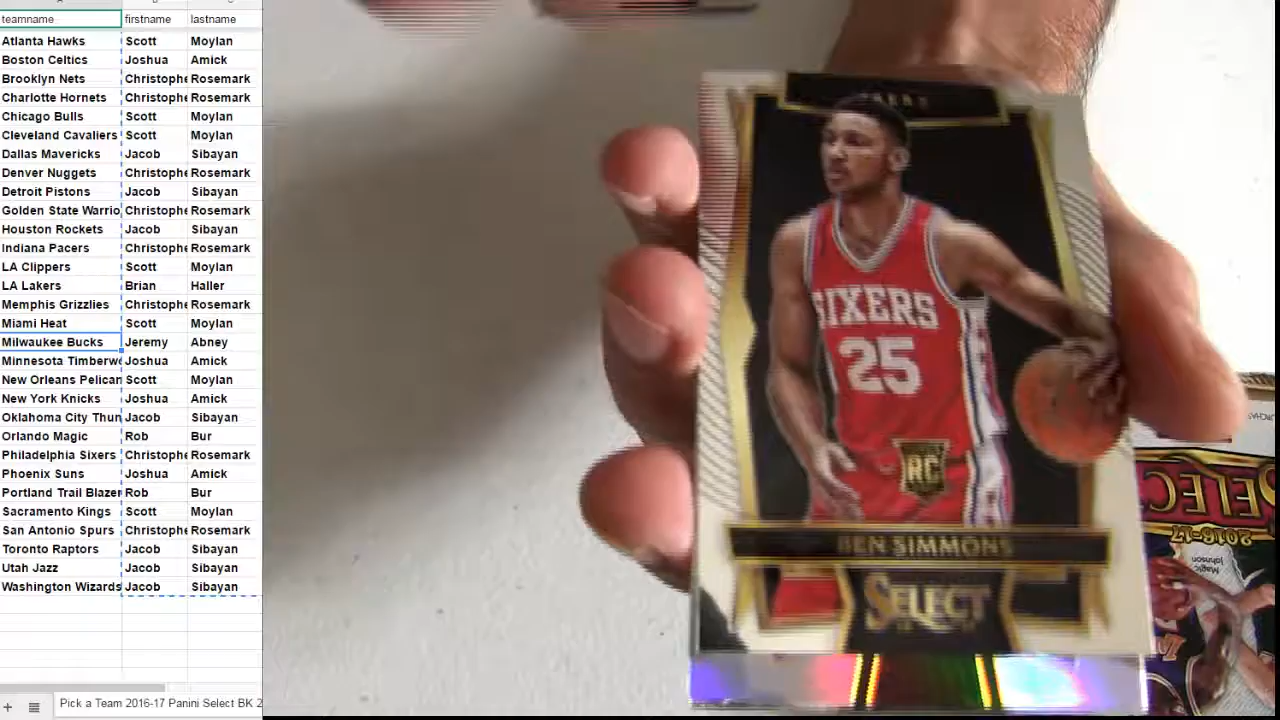 teamname firstname lastname
Atlanta Hawks Scott Moylan
Boston Celtics Joshua Amick
Brooklyn Nets Christophe Rosemark
Charlotte Hornets Christophe Rosemark
Chicago Bulls Scott Moylan
Cleveland Cavaliers Scott Moylan
Dallas Mavericks Jacob Sibayan
Denver Nuggets Christophe Rosemark
Detroit Pistons Jacob Sibayan
Golden State Warrio Christophe Rosemark
Houston Rockets Jacob Sibayan
Indiana Pacers Christophe Rosemark
LA Clippers Scott Moylan
LA Lakers Brian Haller
Memphis Grizzlies Christophe Rosemark
Miami Heat Scott Moylan
Milwaukee Bucks Jeremy Abney
Minnesota Timberw Joshua Amick
New Orleans Pelican Scott Moylan
New York Knicks Joshua Amick
Oklahoma City Thun Jacob Sibayan
Orlando Magic Rob Bur
Philadelphia Sixers Christophe Rosemark
Phoenix Suns Joshua Amick
Portland Trail Blazer Rob Bur
Sacramento Kings Scott Moylan
San Antonio Spurs Christophe Rosemark
Toronto Raptors Jacob Sibayan
Utah Jazz Jacob Sibayan
Washington Wizards Jacob Sibayan
Pick a Team 2016-17 Panini Select BK 2
SIXERS
25
RC
BEN SIMMONS
SELECT
SELECT
2016-17
Magic
Johnson